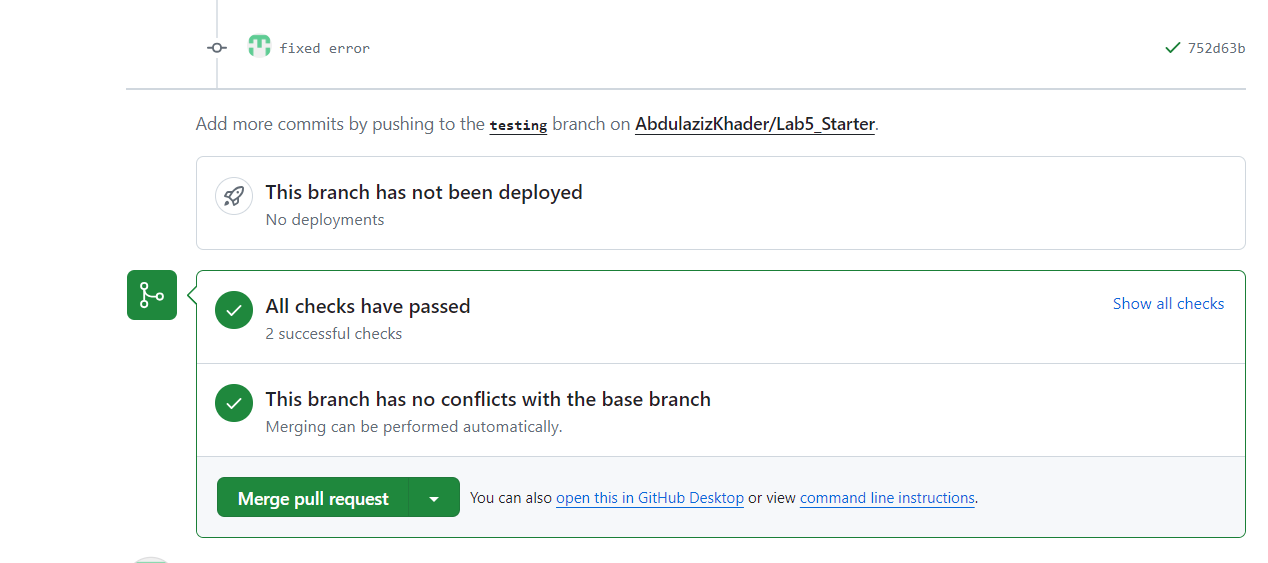 fixed error
752d63b
Add more commits by pushing to the testing branch on AbdulazizKhader/Lab5_Starter.
This branch has not been deployed
No deployments
All checks have passed
Show all checks
2 successful checks
This branch has no conflicts with the base branch
Merging can be performed automatically.
Merge pull request
You can also open this in GitHub Desktop or view command line instructions.